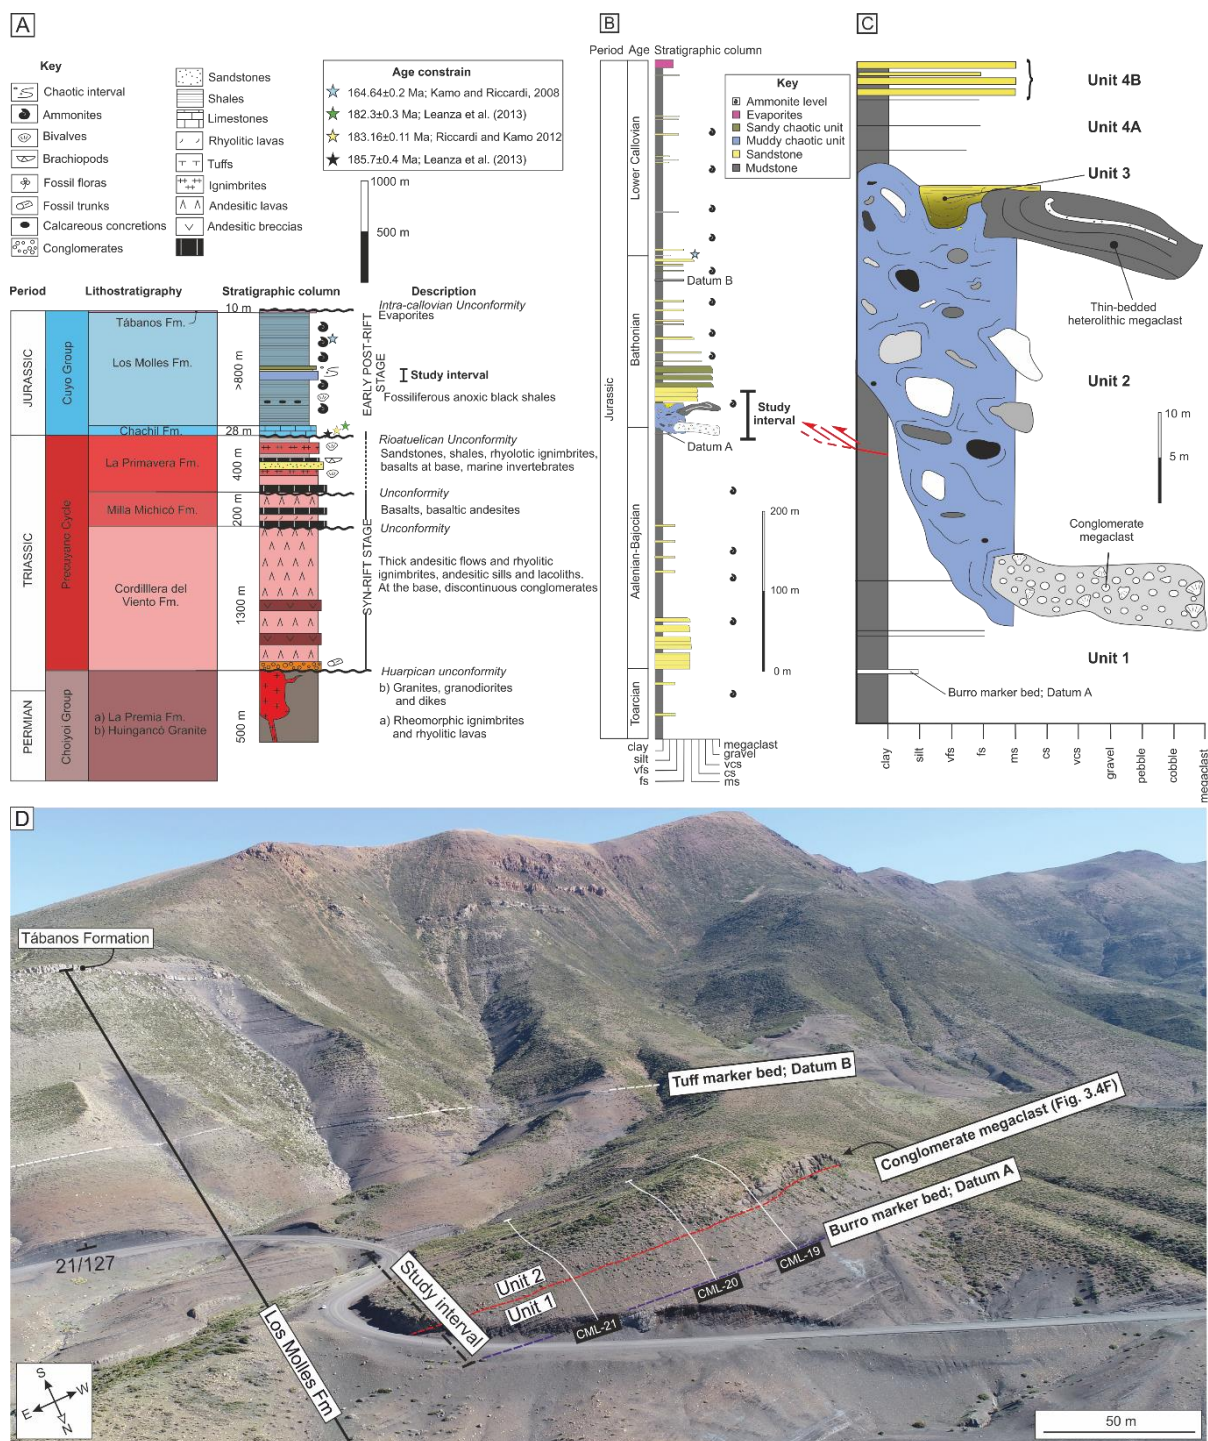 A
Key
Chaotic interval
Ammonites
Bivalves
Brachiopods
Fossil floras
Fossil trunks
Calcareous concretions
Conglomerates
Sandstones
Shales
Limestones
Rhyolitic lavas
Tuffs
Ignimbrites
Andesitic lavas
Andesitic breccias
Age constrain
164.64±0.2 Ma; Kamo and Riccardi, 2008
182.3±0.3 Ma; Leanza et al. (2013)
183.16±0.11 Ma; Riccardi and Kamo 2012
185.7±0.4 Ma; Leanza et al. (2013)
1000 m
500 m
Period
Lithostratigraphy
Stratigraphic column
Description
JURASSIC
TRIASSIC
PERMIAN
Cuyo Group
Precuyano Cycle
Choiyoi Group
Tábanos Fm.
Los Molles Fm.
Chachil Fm.
La Primavera Fm.
Milla Michicó Fm.
Cordilllera del
Viento Fm.
a) La Premia Fm.
b) Huingancó Granite
10 m
>800 m
28 m
400 m
200 m
1300 m
500 m
EARLY POST-RIFT
STAGE
SYN-RIFT STAGE
Intra-callovian Unconformity
Evaporites
Study interval
Fossiliferous anoxic black shales
Rioatuelican Unconformity
Sandstones, shales, rhyolotic ignimbrites,
basalts at base, marine invertebrates
Unconformity
Basalts, basaltic andesites
Unconformity
Thick andesitic flows and rhyolitic
ignimbrites, andesitic sills and lacoliths.
At the base, discontinuous conglomerates
Huarpican unconformity
b) Granites, granodiorites
and dikes
a) Rheomorphic ignimbrites
and rhyolitic lavas
B
Period
Age
Stratigraphic column
Key
Ammonite level
Evaporites
Sandy chaotic unit
Muddy chaotic unit
Sandstone
Mudstone
Jurassic
Lower Callovian
Bathonian
Aalenian-Bajocian
Toarcian
Datum B
Study
interval
Datum A
200 m
100 m
0 m
clay
silt
vfs
fs
megaclast
gravel
vcs
cs
ms
C
Unit 4B
Unit 4A
Unit 3
Thin-bedded
heterolithic megaclast
Unit 2
10 m
5 m
Conglomerate
megaclast
Unit 1
Burro marker bed; Datum A
clay
silt
vfs
fs
ms
cs
vcs
gravel
pebble
cobble
megaclast
D
Tábanos Formation
Tuff marker bed; Datum B
Conglomerate megaclast (Fig. 3.4F)
Burro marker bed; Datum A
21/127
Study interval
Unit 2
Unit 1
CML-21
CML-20
CML-19
Los Molles Fm
S
W
E
N
50 m